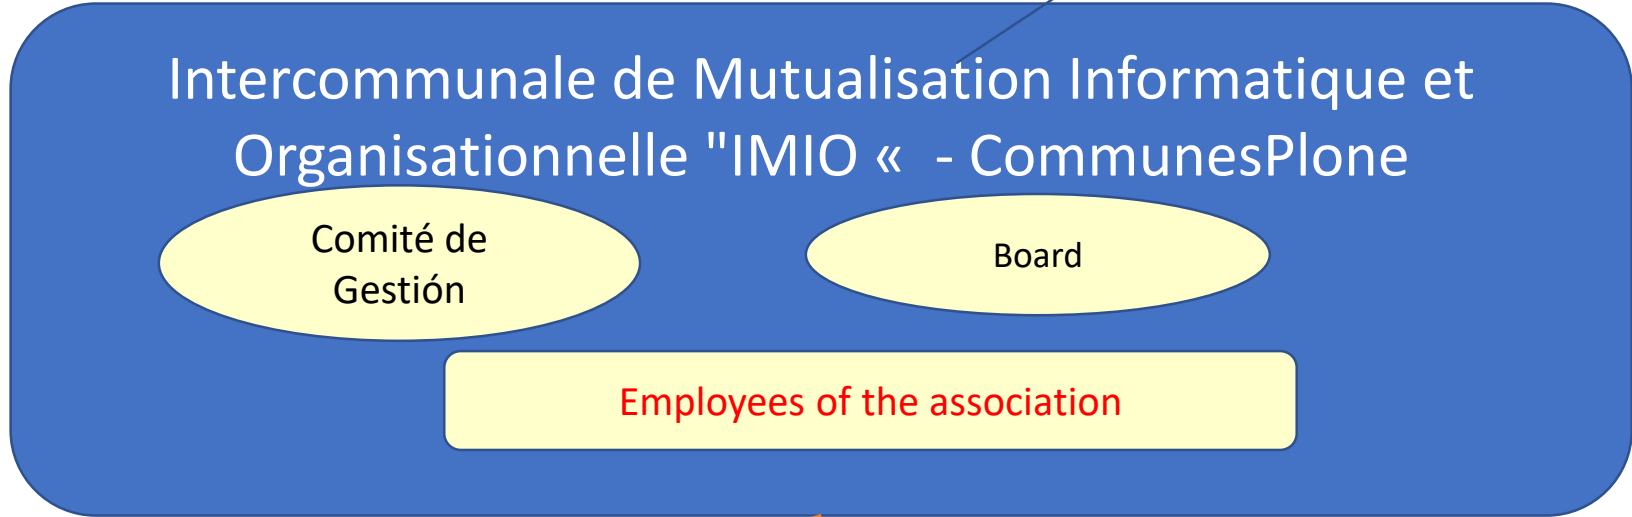 Intercommunale de Mutualisation Informatique et
Organisationnelle "IMIO «  - CommunesPlone
Comité de
Gestión
Board
Employees of the association